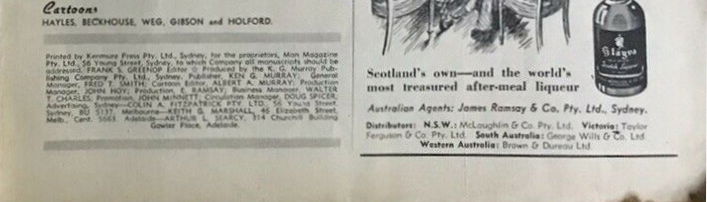 Cartoons
HAYLES, BECKHOUSE, WEG, GIBSON and HOLFORD.
Printed by Kenmure Press Pty. Ltd., Sydney, for the proprietors, Man Magazine
Pty. Ltd., 56 Young Street, Sydney, to which Company all manuscripts should be
addressed. FRANK S. GREENOP Editor ☆ Produced by the K. G. Murray Pub-
lishing Company Pty. Ltd., Sydney. Publisher, KEN G. MURRAY; General
Manager, FRED T. SMITH; Cartoon Editor, ALBERT A. MURRAY; Production
Manager, JOHN HOY; Production, E. RAMSAY; Business Manager, WALTER
T. CHARLES; Promotion, JOHN MINNETT; Circulation Manager, DOUG SPICER.
Advertising, Sydney—COLIN A. FITZPATRICK PTY. LTD., 56 Young Street,
Sydney, BU 5137. Melbourne—KEITH G. MARSHALL, 46 Elizabeth Street,
Melb., Cent. 5063. Adelaide—ARTHUR L. SEARCY, 314 Churchill Building
Gawler Place, Adelaide.
Scotland's own—and the world's
most treasured after-meal liqueur
Australian Agents: James Ramsay & Co. Pty. Ltd., Sydney.
Distributors: N.S.W.: McLaughlin & Co. Pty. Ltd. Victoria: Taylor
Ferguson & Co. Pty. Ltd. South Australia: George Wills & Co. Ltd.
Western Australia: Brown & Dureau Ltd.